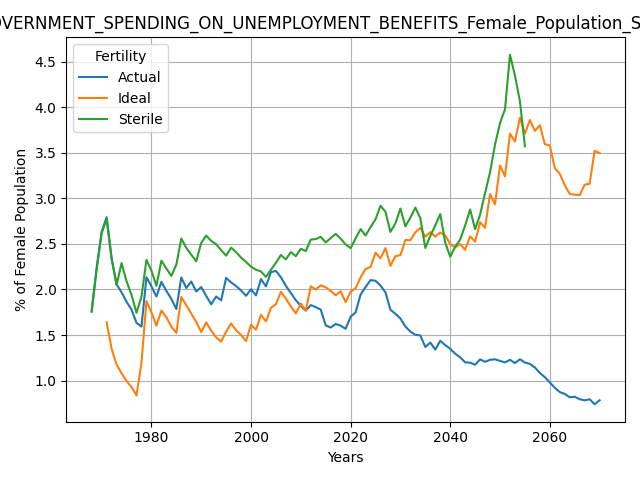 OVERNMENT_SPENDING_ON_UNEMPLOYMENT_BENEFITS_Female_Population_S
Fertility
Actual
Ideal
Sterile
% of Female Population
4.5
4.0
3.5
3.0
2.5
2.0
1.5
1.0
1980
2000
2020
2040
2060
Years